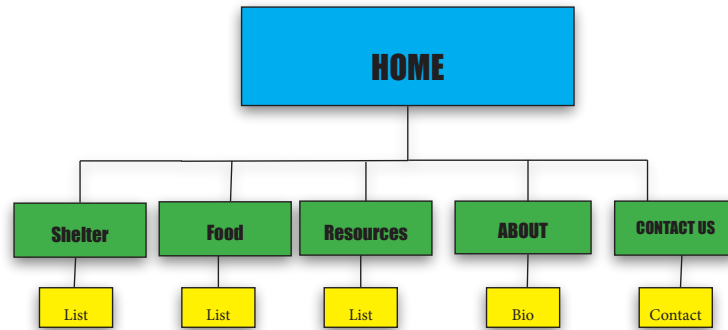 HOME
Shelter
Food
Resources
ABOUT
CONTACT US
List
List
List
Bio
Contact